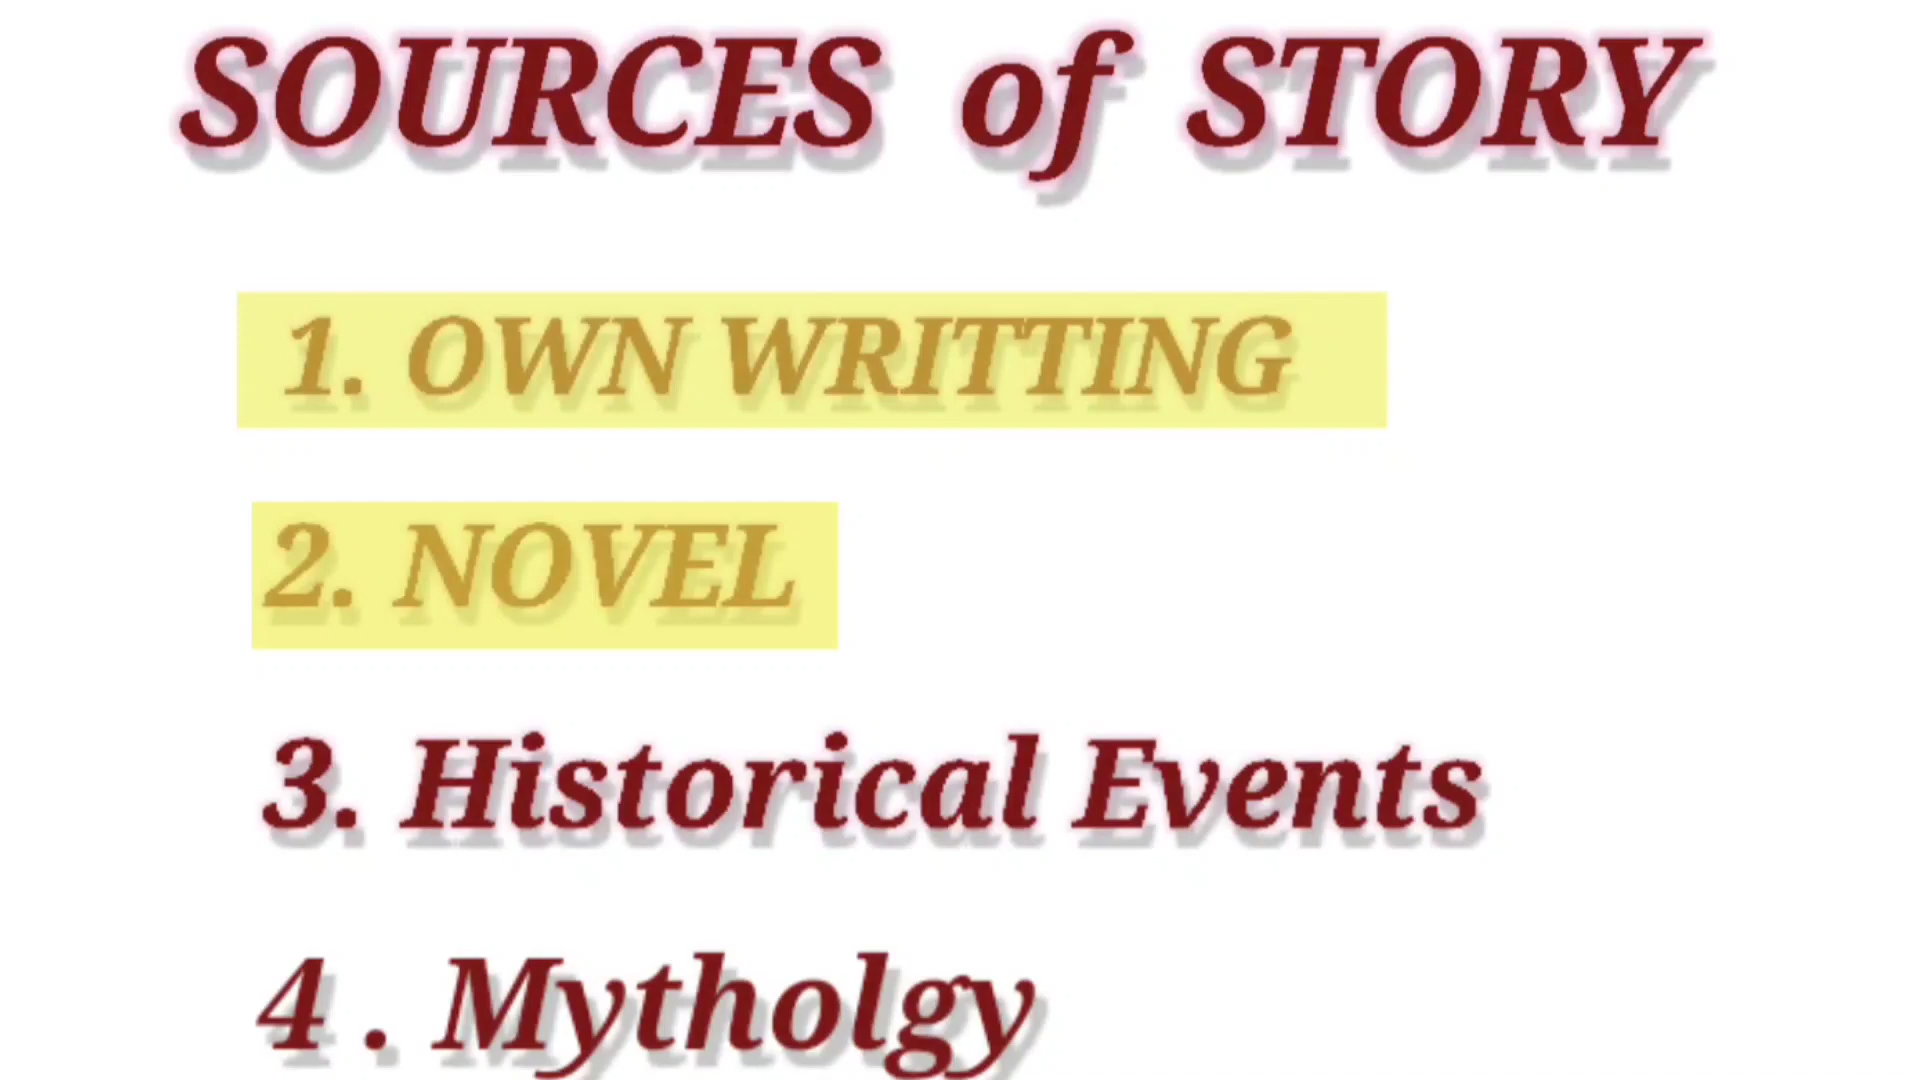 SOURCES of STORY
1. OWN WRITTING
2. NOVEL
3. Historical Events
4 . Mytholgy